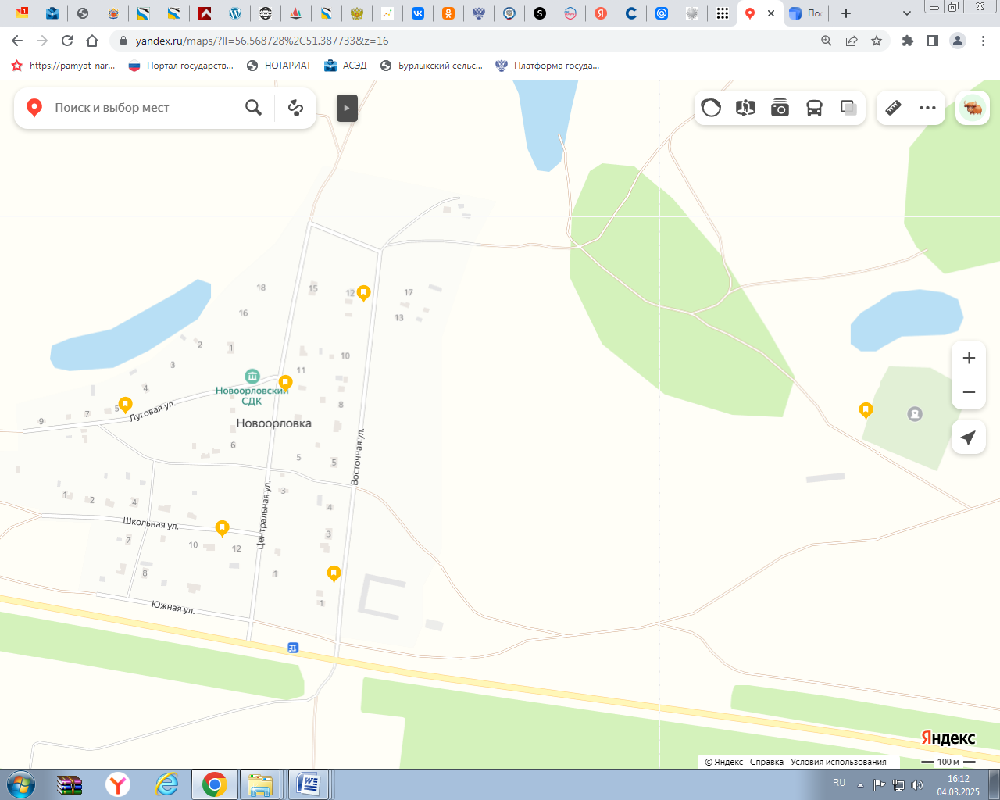 1
S
Я
C
@
Пос
yandex.ru/maps/?ll=56.568728%2C51.387733&z=16
https://pamyat-nar...
Портал государств...
НОТАРИАТ
АСЭД
Бурлыкский сельс...
Платформа госуда...
Поиск и выбор мест
18
15
12
17
16
13
2
1
3
10
11
4
Новоорловский
СДК
5
7
9
Луговая ул.
8
Новоорловка
6
5
5
Восточная ул.
1
2
4
3
4
Школьная ул.
Центральная ул.
3
7
10
12
8
1
1
Южная ул.
Яндекс
© Яндекс Справка Условия использования
100 м
RU
16:12
04.03.2025